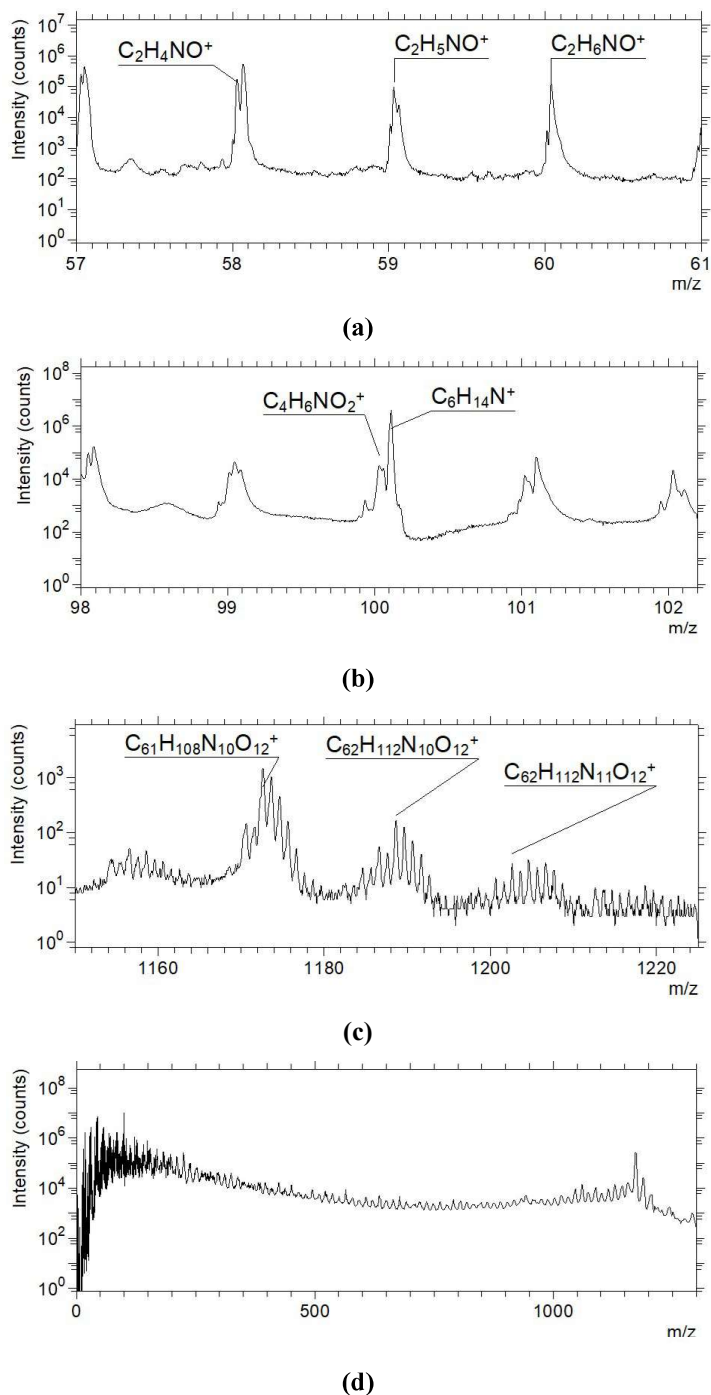 Intensity (counts)
10⁷
10⁶
10⁵
10⁴
10³
10²
10¹
10⁰
C₂H₄NO⁺
C₂H₅NO⁺
C₂H₆NO⁺
57 58 59 60 61
m/z
(a)
Intensity (counts)
10⁸
10⁶
10⁴
10²
10⁰
C₄H₆NO₂⁺
C₆H₁₄N⁺
98 99 100 101 102
m/z
(b)
Intensity (counts)
10³
10²
10¹
10⁰
C₆₁H₁₀₈N₁₀O₁₂⁺
C₆₂H₁₁₂N₁₀O₁₂⁺
C₆₂H₁₁₂N₁₁O₁₂⁺
1160 1180 1200 1220
m/z
(c)
Intensity (counts)
10⁸
10⁶
10⁴
10²
10⁰
0 500 1000
m/z
(d)